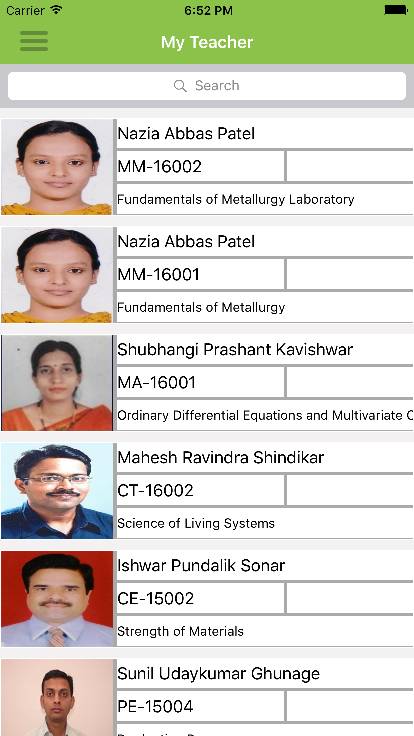 Carrier 6:52 PM
My Teacher
Search
Nazia Abbas Patel
MM-16002
Fundamentals of Metallurgy Laboratory
Nazia Abbas Patel
MM-16001
Fundamentals of Metallurgy
Shubhangi Prashant Kavishwar
MA-16001
Ordinary Differential Equations and Multivariate C
Mahesh Ravindra Shindikar
CT-16002
Science of Living Systems
Ishwar Pundalik Sonar
CE-15002
Strength of Materials
Sunil Udaykumar Ghunage
PE-15004